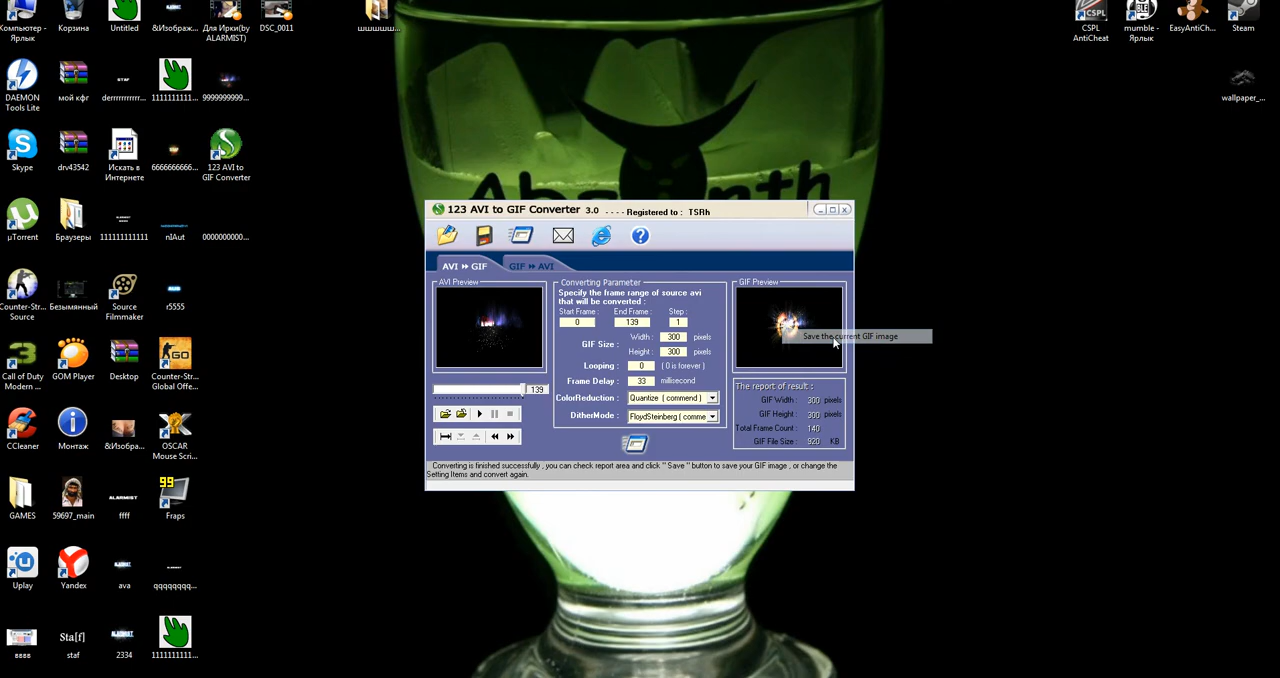 Компьютер - Ярлык
Корзина
Untitled
&Изображ...
Для Ирки(by ALARMIST)
DSC_0011
CSPL AntiCheat
mumble - Ярлык
EasyAntiCh...
Steam
DAEMON Tools Lite
мой кфг
derrrrrrrrrr...
1111111111...
9999999999...
wallpaper_...
Skype
drv43542
Искать в Интернете
6666666666...
123 AVI to GIF Converter
µTorrent
Браузеры
111111111111
nIAut
0000000000...
Counter-Str... Source
Безымянный
Source Filmmaker
r5555
Call of Duty Modern ...
GOM Player
Desktop
Counter-Str... Global Offe...
CCleaner
Монтаж
&Изобра...
OSCAR Mouse Scri...
GAMES
59697_main
ffff
99
Fraps
Uplay
Yandex
ava
qqqqqqqq...
вввв
Sta[f]
staf
2334
1111111111...
123 AVI to GIF Converter 3.0 - - - - Registered to : TSRh
AVI GIF
GIF AVI
AVI Preview
Converting Parameter
Specify the frame range of source avi
that will be converted :
Start Frame : End Frame : Step :
0 139 1
GIF Size : Width : 300 pixels
Height : 300 pixels
Looping : 0 ( 0 is forever )
Frame Delay : 33 millisecond
ColorReduction : Quantize ( commend )
DitherMode : FloydSteinberg ( comme
139
GIF Preview
Save the current GIF image
The report of result :
GIF Width : 300 pixels
GIF Height : 300 pixels
Total Frame Count : 140
GIF File Size : 920 KB
Converting is finished successfully , you can check report area and click '' Save '' button to save your GIF image , or change the
Setting Items and convert again.